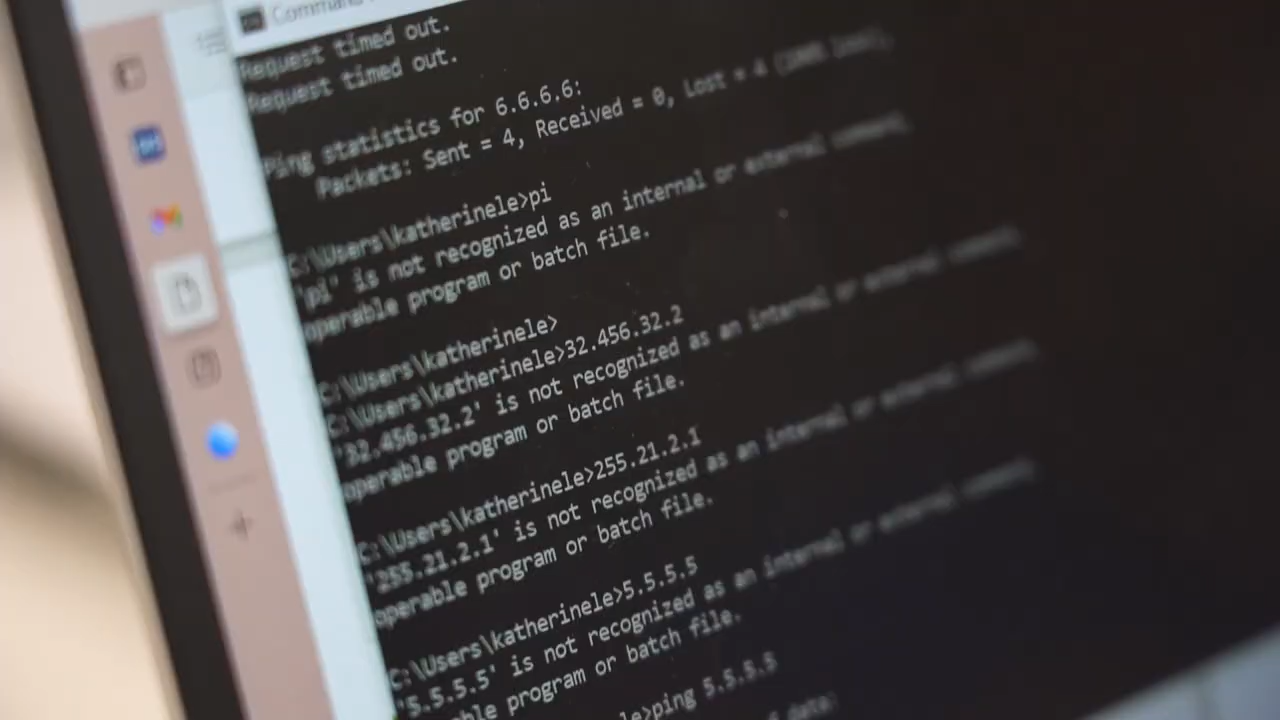 Command
Request timed out.
Request timed out.
Ping statistics for 6.6.6.6:
Packets: Sent = 4, Received = 0, Lost = 4 (100% loss),
C:\Users\katherinele>pi
'pi' is not recognized as an internal or external command,
operable program or batch file.
C:\Users\katherinele>
C:\Users\katherinele>32.456.32.2
'32.456.32.2' is not recognized as an internal or external command,
operable program or batch file.
C:\Users\katherinele>255.21.2.1
'255.21.2.1' is not recognized as an internal or external command,
operable program or batch file.
C:\Users\katherinele>5.5.5.5
'5.5.5.5' is not recognized as an internal or external command,
operable program or batch file.
le>ping 5.5.5.5
of data: